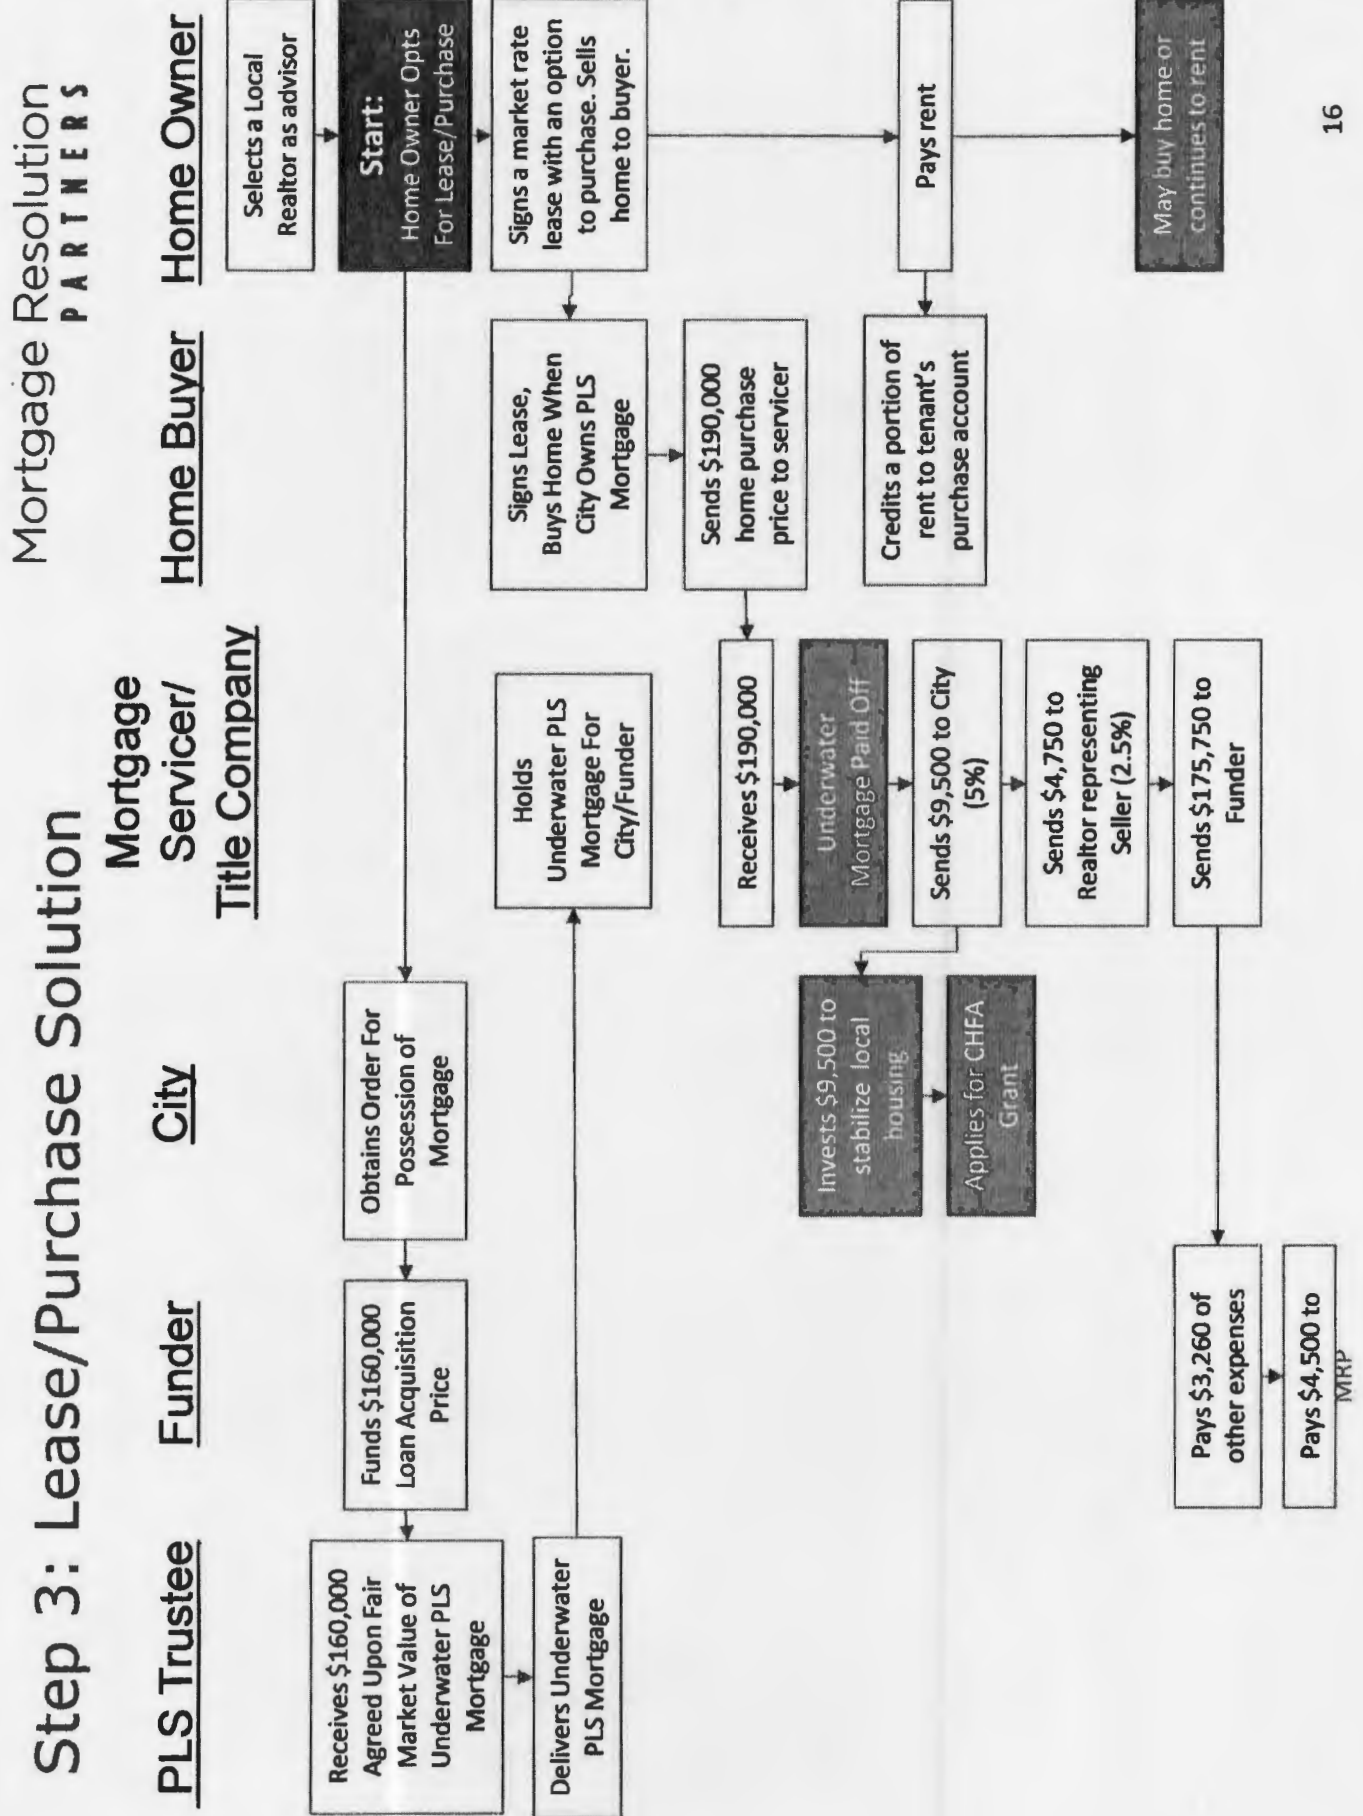 Step 3: Lease/Purchase Solution
Mortgage Resolution
PARTNERS
PLS Trustee
Funder
City
Mortgage
Servicer/
Title Company
Home Buyer
Home Owner
Selects a Local
Realtor as advisor
Start:
Home Owner Opts
For Lease/Purchase
Obtains Order For
Possession of
Mortgage
Funds $160,000
Loan Acquisition
Price
Receives $160,000
Agreed Upon Fair
Market Value of
Underwater PLS
Mortgage
Delivers Underwater
PLS Mortgage
Holds
Underwater PLS
Mortgage For
City/Funder
Signs a market rate
lease with an option
to purchase. Sells
home to buyer.
Signs Lease,
Buys Home When
City Owns PLS
Mortgage
Sends $190,000
home purchase
price to servicer
Receives $190,000
Underwater
Mortgage Paid Off
Sends $9,500 to City
(5%)
Invests $9,500 to
stabilize local
housing
Applies for CHFA
Grant
Sends $4,750 to
Realtor representing
Seller (2.5%)
Sends $175,750 to
Funder
Pays $3,260 of
other expenses
Pays $4,500 to
MRP
Pays rent
Credits a portion of
rent to tenant's
purchase account
May buy home or
continues to rent
16